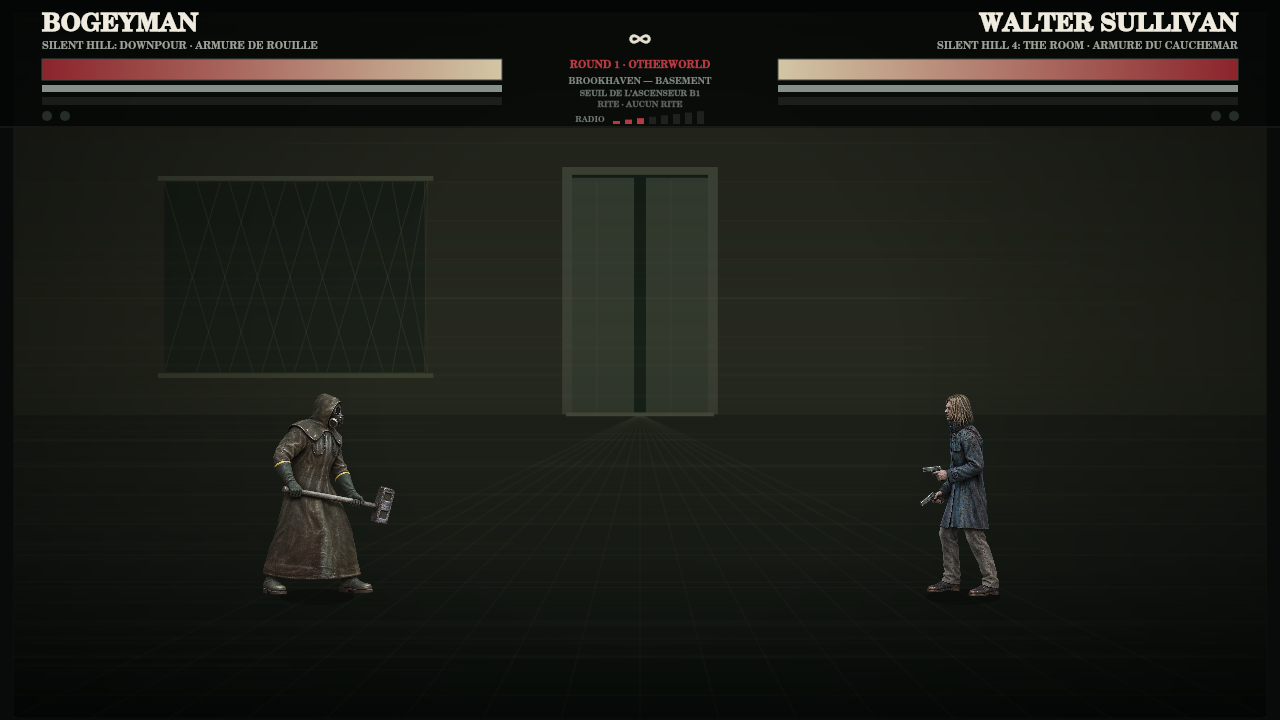 BOGEYMAN
SILENT HILL: DOWNPOUR · ARMURE DE ROUILLE
∞
ROUND 1 · OTHERWORLD
BROOKHAVEN — BASEMENT
SEUIL DE L'ASCENSEUR B1
RITE · AUCUN RITE
RADIO
WALTER SULLIVAN
SILENT HILL 4: THE ROOM · ARMURE DU CAUCHEMAR